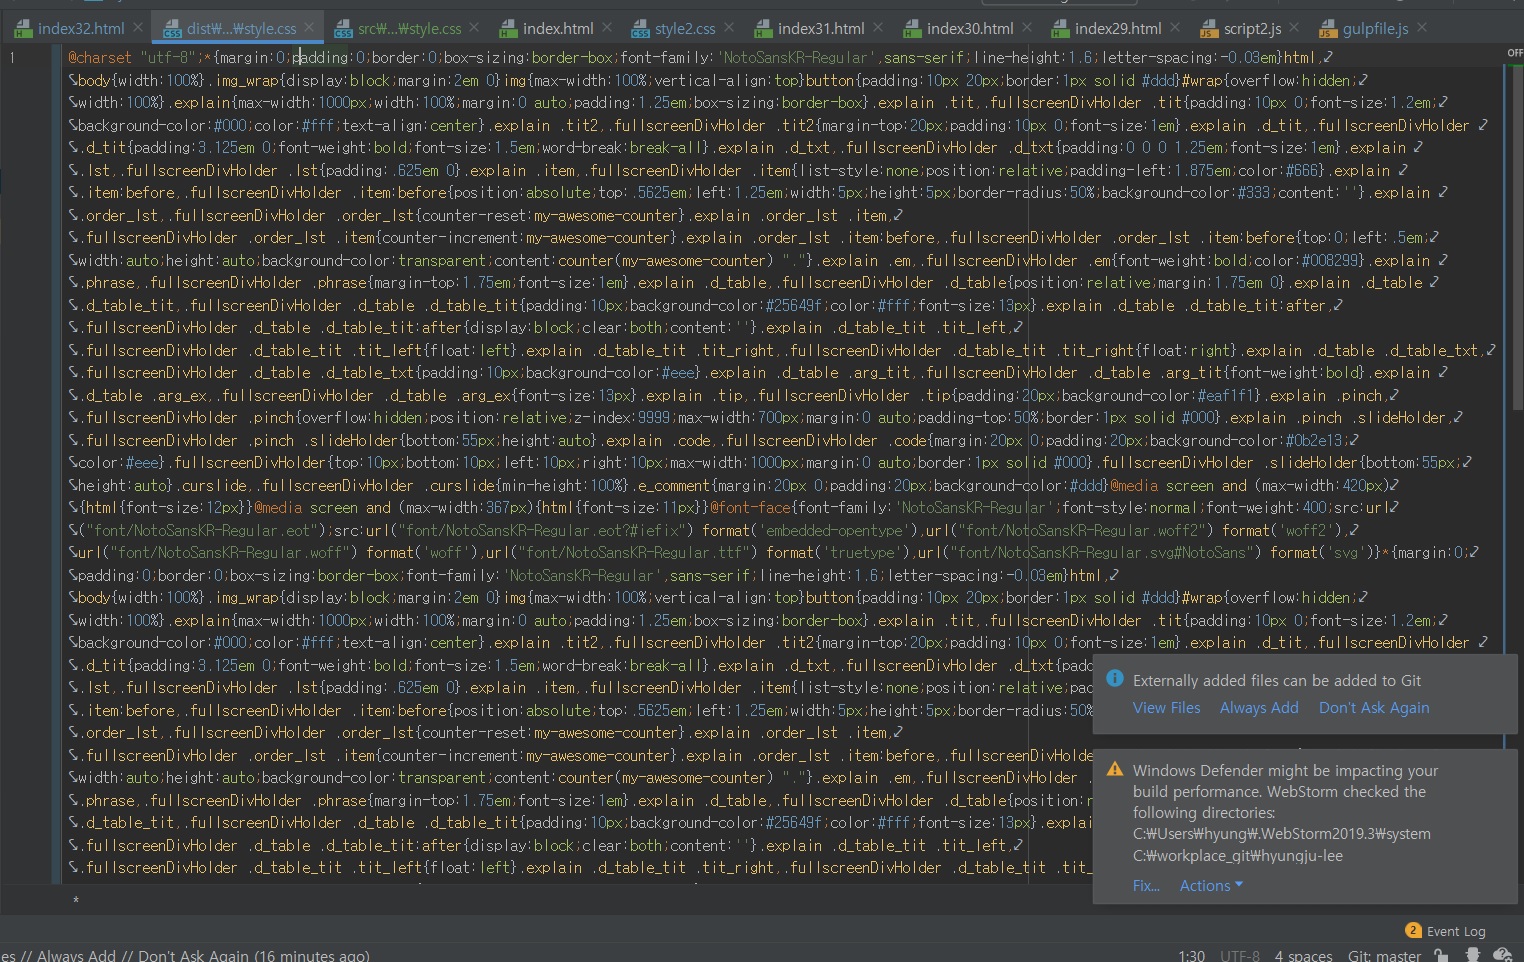 index32.html
dist₩...₩style.css
src₩...₩style.css
index.html
style2.css
index31.html
index30.html
index29.html
script2.js
gulpfile.js
OFF
1
@charset "utf-8";*{margin:0;padding:0;border:0;box-sizing:border-box;font-family:'NotoSansKR-Regular',sans-serif;line-height:1.6;letter-spacing:-0.03em}html,
body{width:100%}.img_wrap{display:block;margin:2em 0}img{max-width:100%;vertical-align:top}button{padding:10px 20px;border:1px solid #ddd}#wrap{overflow:hidden;
width:100%}.explain{max-width:1000px;width:100%;margin:0 auto;padding:1.25em;box-sizing:border-box}.explain .tit,.fullscreenDivHolder .tit{padding:10px 0;font-size:1.2em;
background-color:#000;color:#fff;text-align:center}.explain .tit2,.fullscreenDivHolder .tit2{margin-top:20px;padding:10px 0;font-size:1em}.explain .d_tit,.fullscreenDivHolder
.d_tit{padding:3.125em 0;font-weight:bold;font-size:1.5em;word-break:break-all}.explain .d_txt,.fullscreenDivHolder .d_txt{padding:0 0 0 1.25em;font-size:1em}.explain
.lst,.fullscreenDivHolder .lst{padding:.625em 0}.explain .item,.fullscreenDivHolder .item{list-style:none;position:relative;padding-left:1.875em;color:#666}.explain
.item:before,.fullscreenDivHolder .item:before{position:absolute;top:.5625em;left:1.25em;width:5px;height:5px;border-radius:50%;background-color:#333;content:''}.explain
.order_lst,.fullscreenDivHolder .order_lst{counter-reset:my-awesome-counter}.explain .order_lst .item,
.fullscreenDivHolder .order_lst .item{counter-increment:my-awesome-counter}.explain .order_lst .item:before,.fullscreenDivHolder .order_lst .item:before{top:0;left:.5em;
width:auto;height:auto;background-color:transparent;content:counter(my-awesome-counter) "."}.explain .em,.fullscreenDivHolder .em{font-weight:bold;color:#008299}.explain
.phrase,.fullscreenDivHolder .phrase{margin-top:1.75em;font-size:1em}.explain .d_table,.fullscreenDivHolder .d_table{position:relative;margin:1.75em 0}.explain .d_table
.d_table_tit,.fullscreenDivHolder .d_table .d_table_tit{padding:10px;background-color:#25649f;color:#fff;font-size:13px}.explain .d_table .d_table_tit:after,
.fullscreenDivHolder .d_table .d_table_tit:after{display:block;clear:both;content:''}.explain .d_table_tit .tit_left,
.fullscreenDivHolder .d_table_tit .tit_left{float:left}.explain .d_table_tit .tit_right,.fullscreenDivHolder .d_table_tit .tit_right{float:right}.explain .d_table .d_table_txt,
.fullscreenDivHolder .d_table .d_table_txt{padding:10px;background-color:#eee}.explain .d_table .arg_tit,.fullscreenDivHolder .d_table .arg_tit{font-weight:bold}.explain
.d_table .arg_ex,.fullscreenDivHolder .d_table .arg_ex{font-size:13px}.explain .tip,.fullscreenDivHolder .tip{padding:20px;background-color:#eaf1f1}.explain .pinch,
.fullscreenDivHolder .pinch{overflow:hidden;position:relative;z-index:9999;max-width:700px;margin:0 auto;padding-top:50%;border:1px solid #000}.explain .pinch .slideHolder,
.fullscreenDivHolder .pinch .slideHolder{bottom:55px;height:auto}.explain .code,.fullscreenDivHolder .code{margin:20px 0;padding:20px;background-color:#0b2e13;
color:#eee}.fullscreenDivHolder{top:10px;bottom:10px;left:10px;right:10px;max-width:1000px;margin:0 auto;border:1px solid #000}.fullscreenDivHolder .slideHolder{bottom:55px;
height:auto}.curslide,.fullscreenDivHolder .curslide{min-height:100%}.e_comment{margin:20px 0;padding:20px;background-color:#ddd}@media screen and (max-width:420px)
{html{font-size:12px}}@media screen and (max-width:367px){html{font-size:11px}}@font-face{font-family:'NotoSansKR-Regular';font-style:normal;font-weight:400;src:url
("font/NotoSansKR-Regular.eot");src:url("font/NotoSansKR-Regular.eot?#iefix") format('embedded-opentype'),url("font/NotoSansKR-Regular.woff2") format('woff2'),
url("font/NotoSansKR-Regular.woff") format('woff'),url("font/NotoSansKR-Regular.ttf") format('truetype'),url("font/NotoSansKR-Regular.svg#NotoSans") format('svg')}*{margin:0;
padding:0;border:0;box-sizing:border-box;font-family:'NotoSansKR-Regular',sans-serif;line-height:1.6;letter-spacing:-0.03em}html,
body{width:100%}.img_wrap{display:block;margin:2em 0}img{max-width:100%;vertical-align:top}button{padding:10px 20px;border:1px solid #ddd}#wrap{overflow:hidden;
width:100%}.explain{max-width:1000px;width:100%;margin:0 auto;padding:1.25em;box-sizing:border-box}.explain .tit,.fullscreenDivHolder .tit{padding:10px 0;font-size:1.2em;
background-color:#000;color:#fff;text-align:center}.explain .tit2,.fullscreenDivHolder .tit2{margin-top:20px;padding:10px 0;font-size:1em}.explain .d_tit,.fullscreenDivHolder
.d_tit{padding:3.125em 0;font-weight:bold;font-size:1.5em;word-break:break-all}.explain .d_txt,.fullscreenDivHolder .d_txt{padd
.lst,.fullscreenDivHolder .lst{padding:.625em 0}.explain .item,.fullscreenDivHolder .item{list-style:none;position:relative;pad
.item:before,.fullscreenDivHolder .item:before{position:absolute;top:.5625em;left:1.25em;width:5px;height:5px;border-radius:50%
.order_lst,.fullscreenDivHolder .order_lst{counter-reset:my-awesome-counter}.explain .order_lst .item,
.fullscreenDivHolder .order_lst .item{counter-increment:my-awesome-counter}.explain .order_lst .item:before,.fullscreenDivHolde
width:auto;height:auto;background-color:transparent;content:counter(my-awesome-counter) "."}.explain .em,.fullscreenDivHolder .
.phrase,.fullscreenDivHolder .phrase{margin-top:1.75em;font-size:1em}.explain .d_table,.fullscreenDivHolder .d_table{position:r
.d_table_tit,.fullscreenDivHolder .d_table .d_table_tit{padding:10px;background-color:#25649f;color:#fff;font-size:13px}.explai
.fullscreenDivHolder .d_table .d_table_tit:after{display:block;clear:both;content:''}.explain .d_table_tit .tit_left,
.fullscreenDivHolder .d_table_tit .tit_left{float:left}.explain .d_table_tit .tit_right,.fullscreenDivHolder .d_table_tit .tit_
Externally added files can be added to Git
View Files Always Add Don't Ask Again
Windows Defender might be impacting your
build performance. WebStorm checked the
following directories:
C:₩Users₩hyung₩.WebStorm2019.3₩system
C:₩workplace_git₩hyungju-lee
Fix... Actions
*
2 Event Log
es // Always Add // Don't Ask Again (16 minutes ago)
1:30 UTF-8 4 spaces Git: master